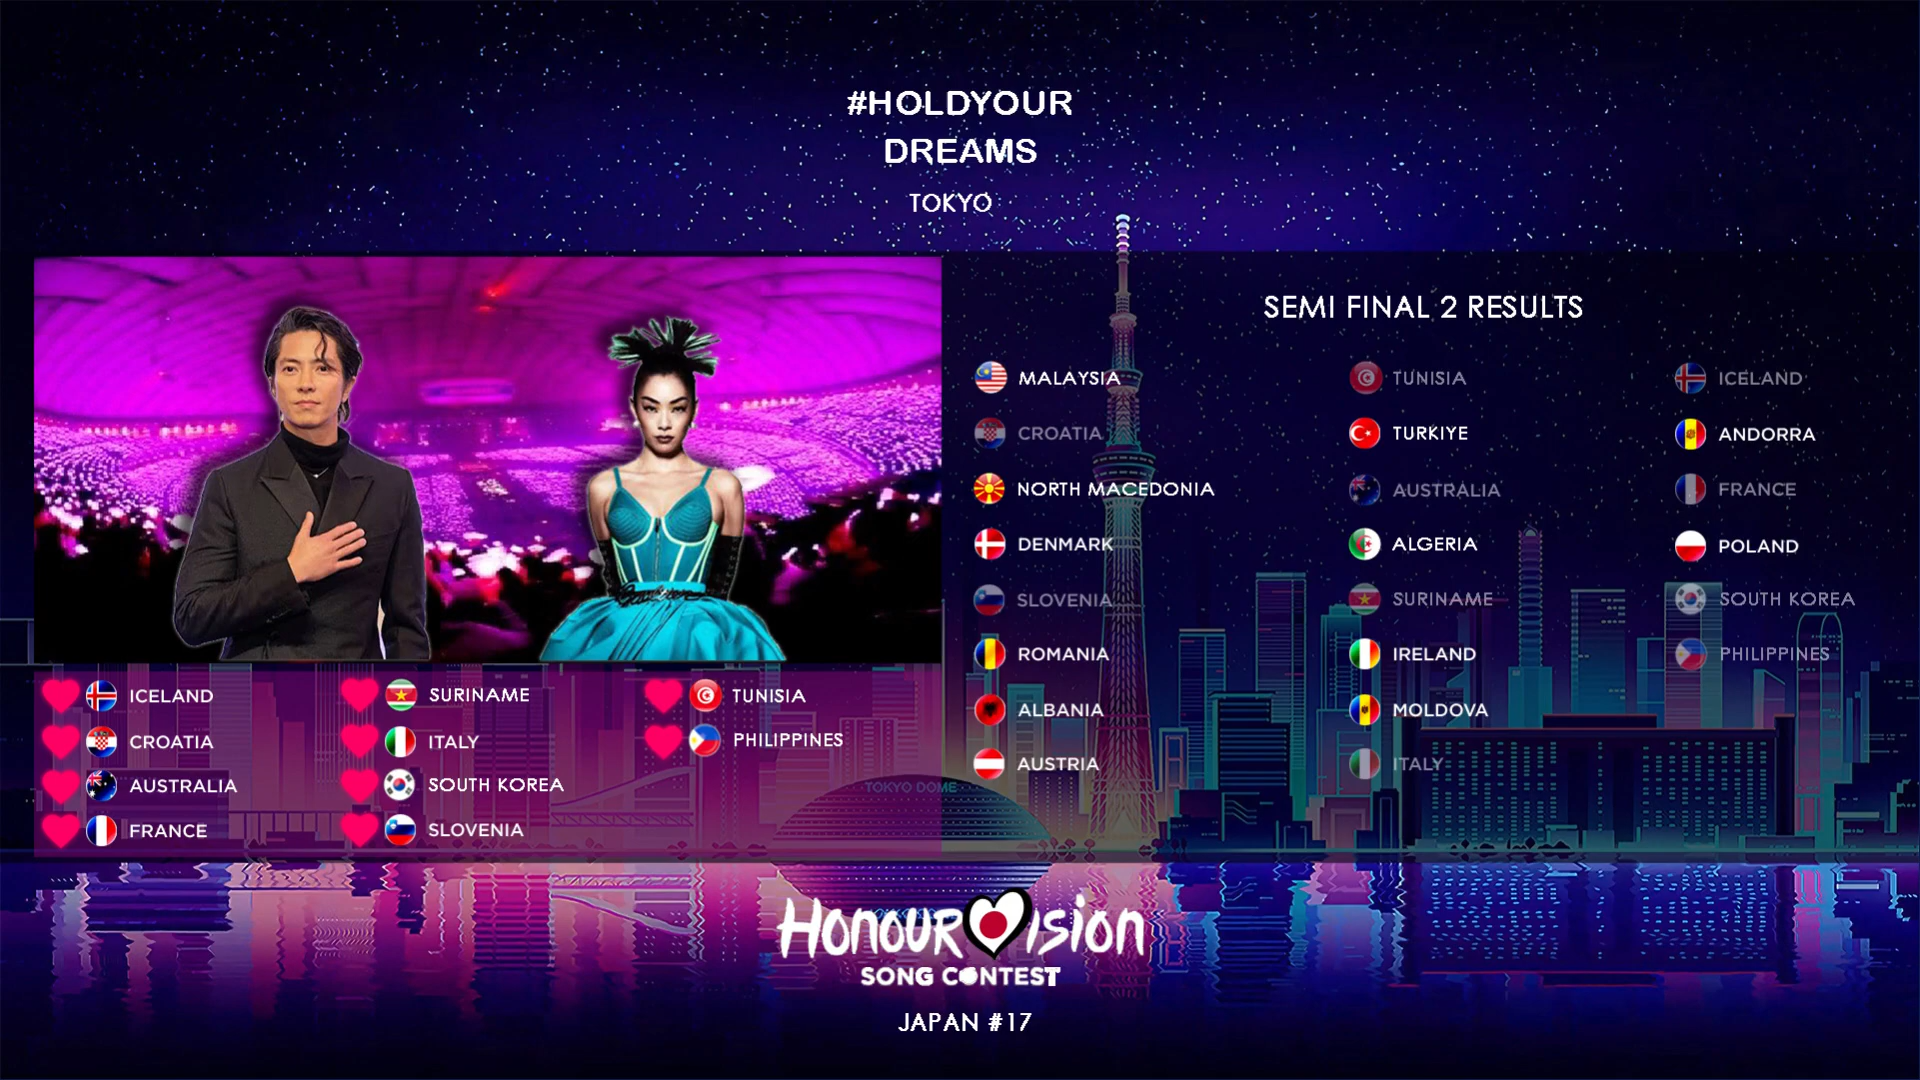 #HOLDYOUR
DREAMS
TOKYO
SEMI FINAL 2 RESULTS
MALAYSIA
CROATIA
NORTH MACEDONIA
DENMARK
SLOVENIA
ROMANIA
ALBANIA
AUSTRIA
TUNISIA
TURKIYE
AUSTRALIA
ALGERIA
SURINAME
IRELAND
MOLDOVA
ITALY
ICELAND
ANDORRA
FRANCE
POLAND
SOUTH KOREA
PHILIPPINES
ICELAND
CROATIA
AUSTRALIA
FRANCE
SURINAME
ITALY
SOUTH KOREA
SLOVENIA
TUNISIA
PHILIPPINES
TOKYO DOME
Honourvision
SONG CONTEST
JAPAN #17